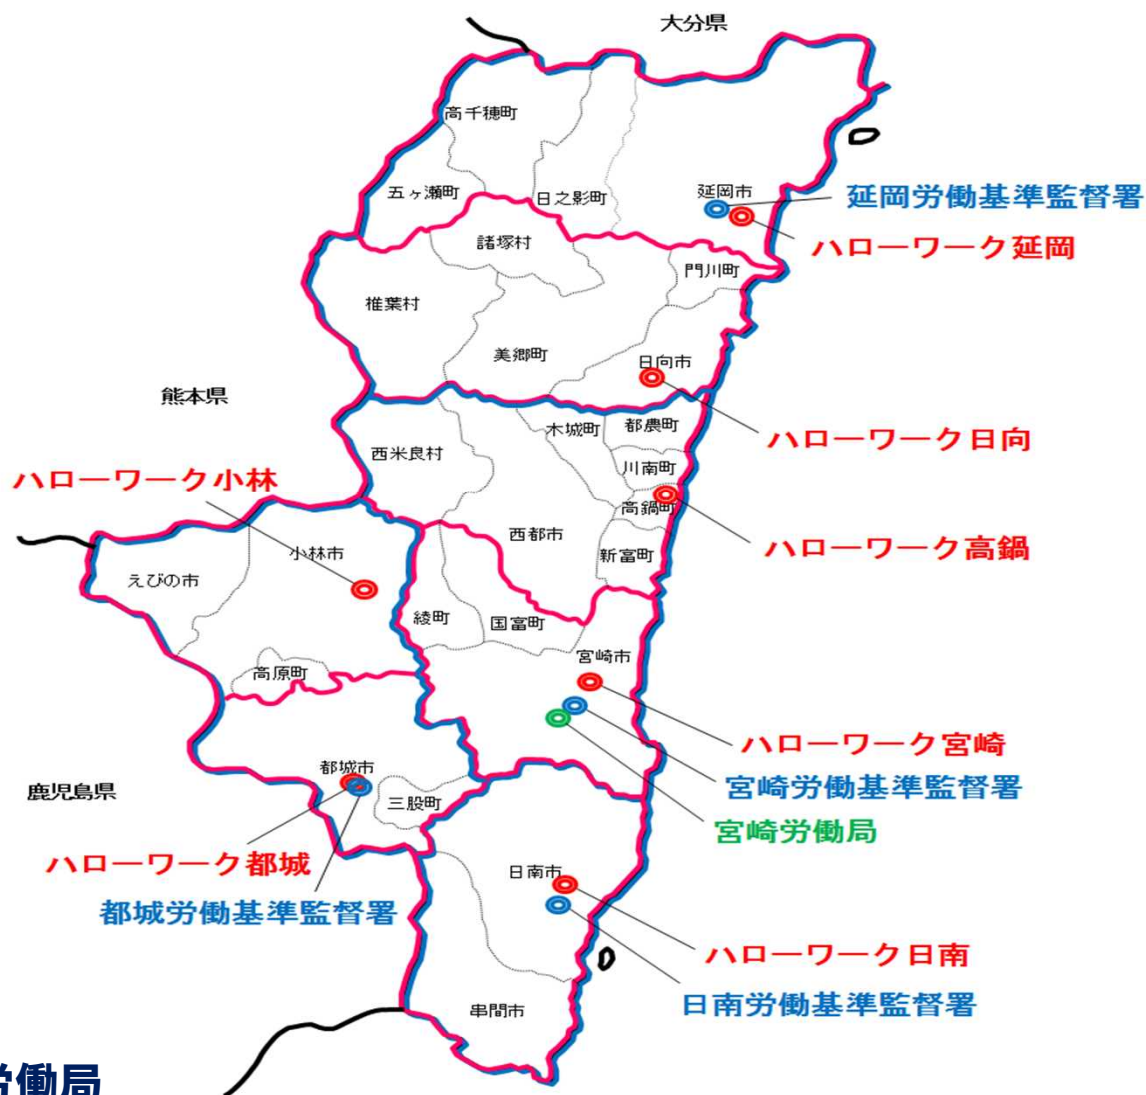 大分県
高千穂町
五ヶ瀬町
日之影町
延岡市
延岡労働基準監督署
ハローワーク延岡
諸塚村
門川町
椎葉村
美郷町
日向市
熊本県
ハローワーク日向
木城町
都農町
西米良村
川南町
ハローワーク小林
高鍋町
西都市
ハローワーク高鍋
新富町
小林市
えびの市
綾町
国富町
宮崎市
高原町
ハローワーク宮崎
都城市
宮崎労働基準監督署
鹿児島県
三股町
宮崎労働局
ハローワーク都城
日南市
都城労働基準監督署
ハローワーク日南
日南労働基準監督署
串間市
労働局